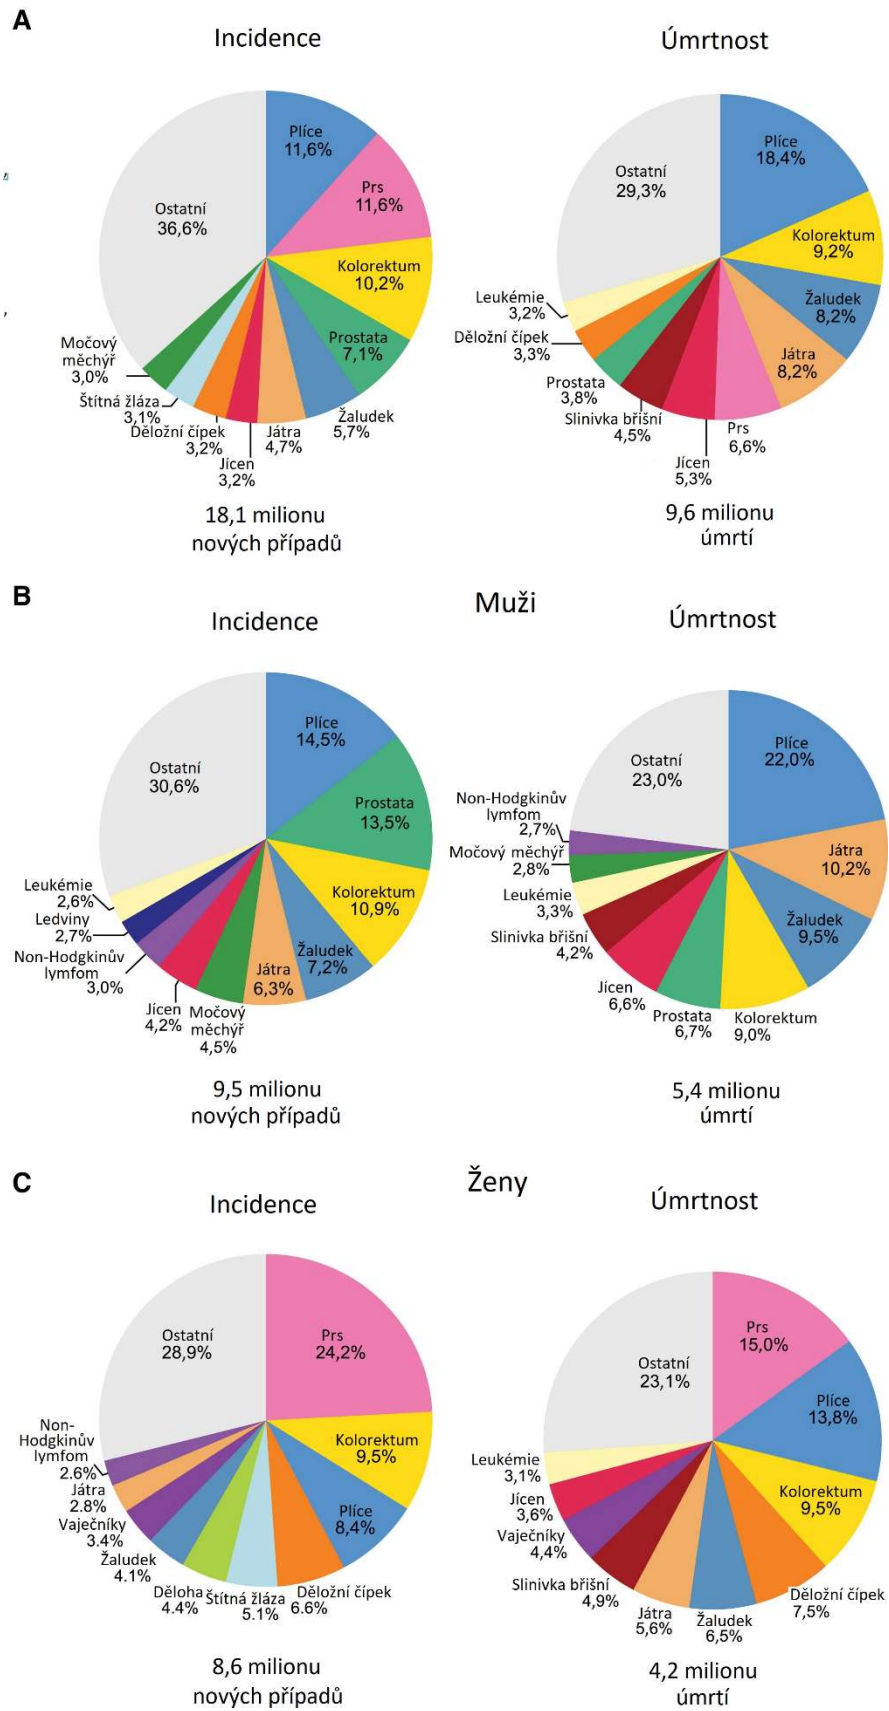 A
Incidence
Úmrtnost
Plíce
11,6%
Prs
11,6%
Kolorektum
10,2%
Prostata
7,1%
Žaludek
5,7%
Játra
4,7%
Jícen
3,2%
Děložní čípek
3,2%
Štítná žláza
3,1%
Močový
měchýř
3,0%
Ostatní
36,6%
18,1 milionu
nových případů
Plíce
18,4%
Kolorektum
9,2%
Žaludek
8,2%
Játra
8,2%
Prs
6,6%
Jícen
5,3%
Slinivka břišní
4,5%
Prostata
3,8%
Děložní čípek
3,3%
Leukémie
3,2%
Ostatní
29,3%
9,6 milionu
úmrtí
B
Muži
Incidence
Úmrtnost
Plíce
14,5%
Prostata
13,5%
Kolorektum
10,9%
Žaludek
7,2%
Játra
6,3%
Močový
měchýř
4,5%
Jícen
4,2%
Non-Hodgkinův
lymfom
3,0%
Ledviny
2,7%
Leukémie
2,6%
Ostatní
30,6%
9,5 milionu
nových případů
Plíce
22,0%
Játra
10,2%
Žaludek
9,5%
Kolorektum
9,0%
Prostata
6,7%
Jícen
6,6%
Slinivka břišní
4,2%
Leukémie
3,3%
Močový měchýř
2,8%
Non-Hodgkinův
lymfom
2,7%
Ostatní
23,0%
5,4 milionu
úmrtí
C
Ženy
Incidence
Úmrtnost
Prs
24,2%
Kolorektum
9,5%
Plíce
8,4%
Děložní čípek
6.6%
Štítná žláza
5.1%
Děloha
4.4%
Žaludek
4.1%
Vaječníky
3.4%
Játra
2.8%
Non-
Hodgkinův
lymfom
2.6%
Ostatní
28,9%
8,6 milionu
nových případů
Prs
15,0%
Plíce
13,8%
Kolorektum
9,5%
Děložní čípek
7,5%
Žaludek
6,5%
Játra
5,6%
Slinivka břišní
4,9%
Vaječníky
4,4%
Jícen
3,6%
Leukémie
3,1%
Ostatní
23,1%
4,2 milionu
úmrtí